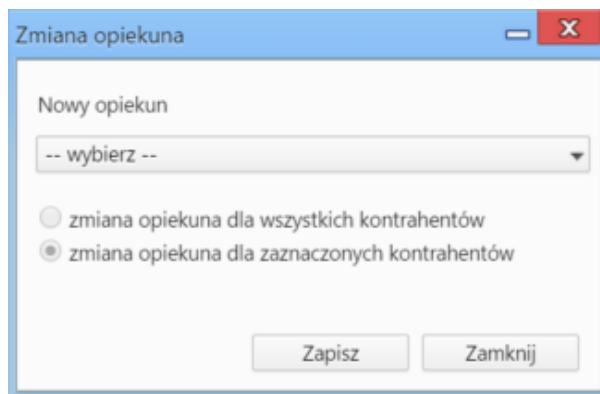 Zmiana opiekuna
Nowy opiekun
-- wybierz --
zmiana opiekuna dla wszystkich kontrahentów
zmiana opiekuna dla zaznaczonych kontrahentów
Zapisz Zamknij